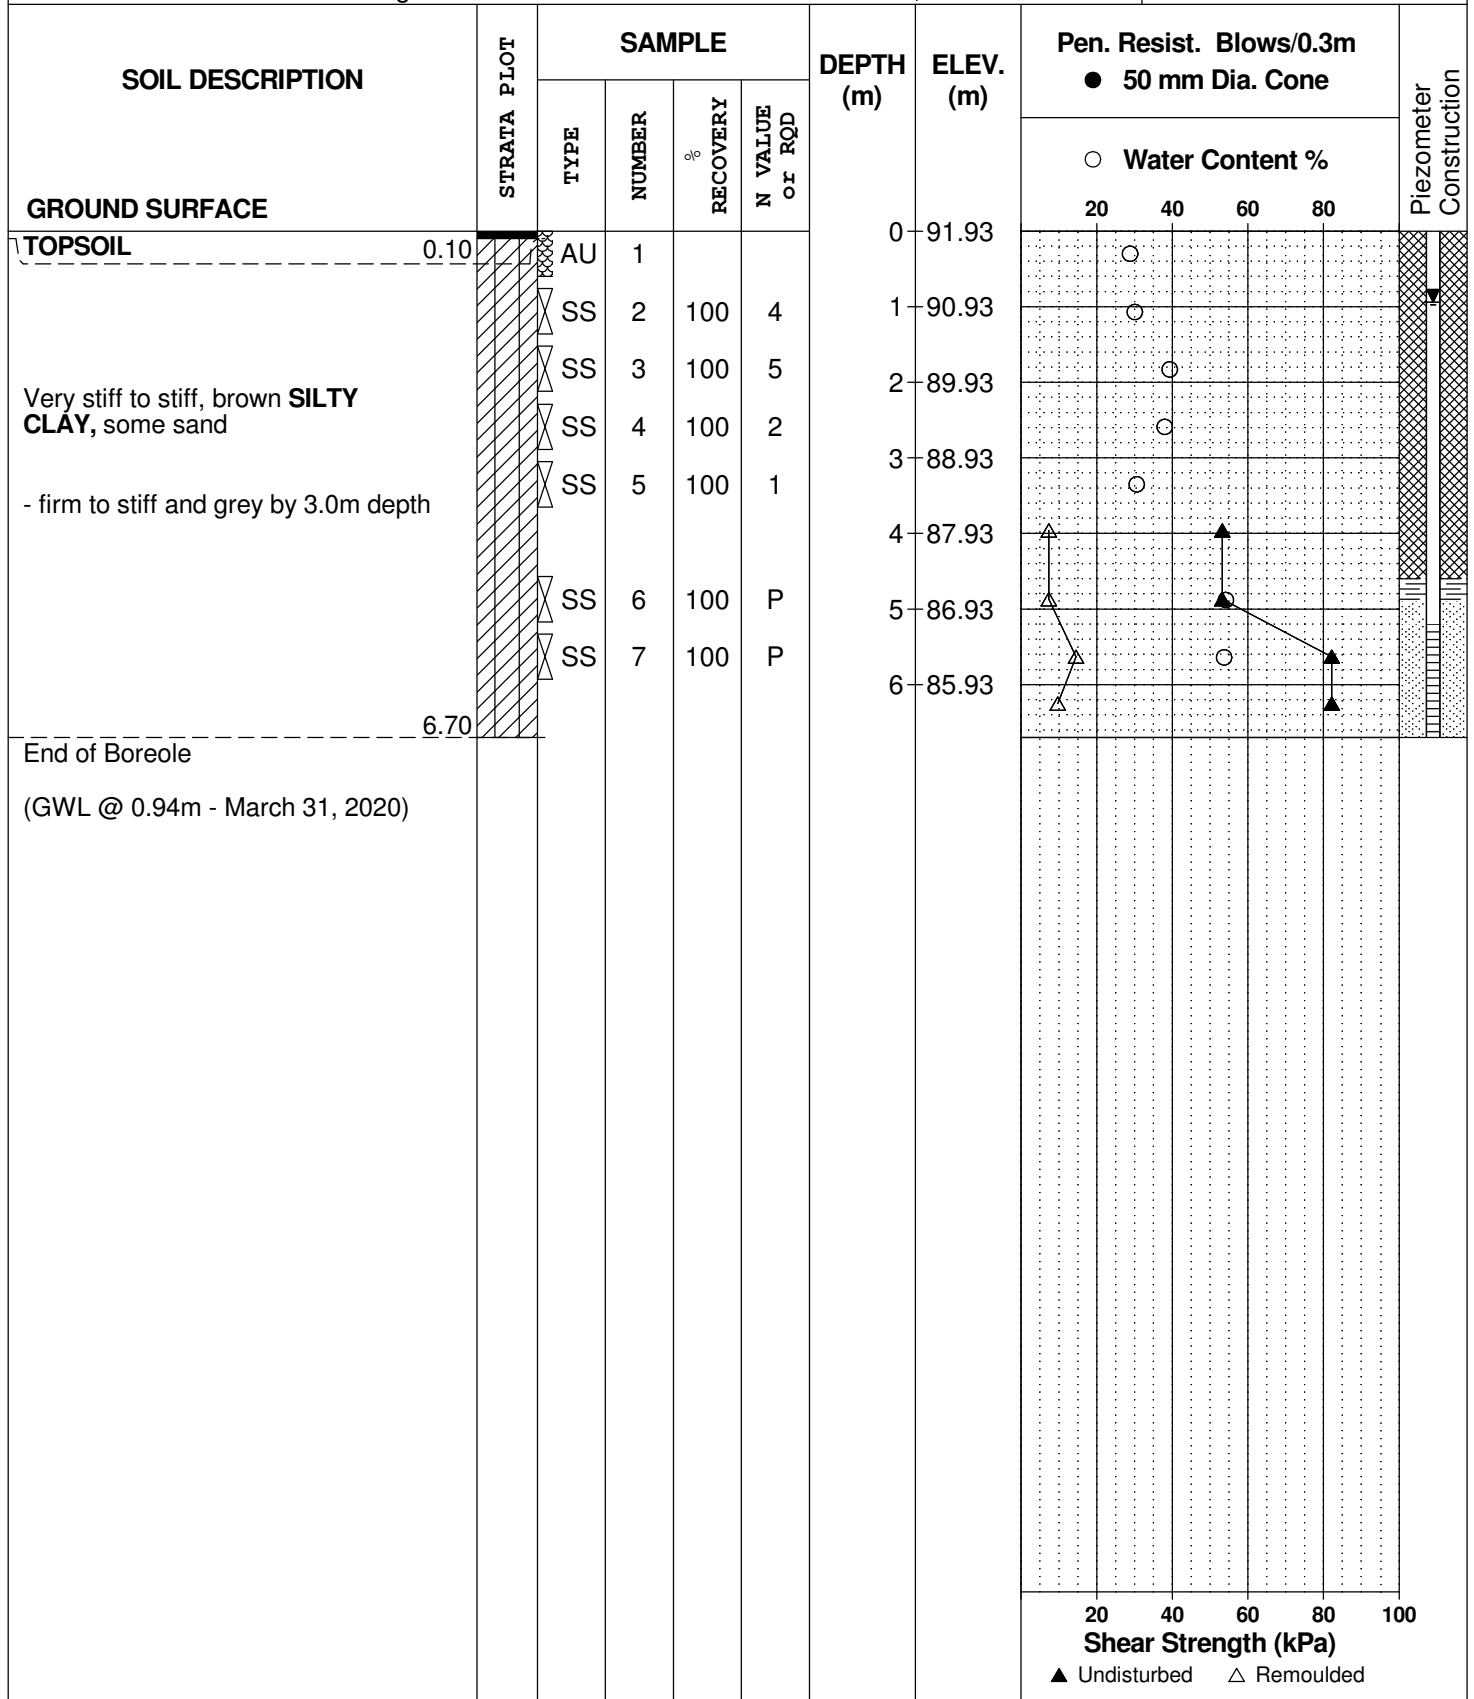 SOIL DESCRIPTION
GROUND SURFACE
STRATA PLOT
SAMPLE
TYPE
NUMBER
% RECOVERY
N VALUE or RQD
DEPTH (m)
ELEV. (m)
Pen. Resist. Blows/0.3m
● 50 mm Dia. Cone
○ Water Content %
20 40 60 80
Piezometer Construction
0 91.93
TOPSOIL 0.10
AU 1
SS 2 100 4
1 90.93
SS 3 100 5
2 89.93
Very stiff to stiff, brown SILTY
CLAY, some sand
SS 4 100 2
3 88.93
SS 5 100 1
- firm to stiff and grey by 3.0m depth
4 87.93
SS 6 100 P
5 86.93
SS 7 100 P
6 85.93
6.70
End of Boreole
(GWL @ 0.94m - March 31, 2020)
20 40 60 80 100
Shear Strength (kPa)
▲ Undisturbed △ Remoulded